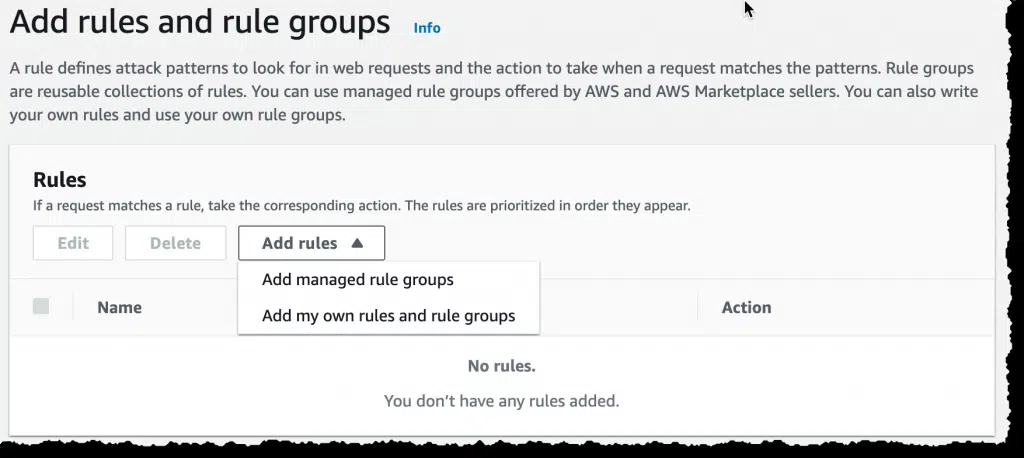 Add rules and rule groups Info
A rule defines attack patterns to look for in web requests and the action to take when a request matches the patterns. Rule groups
are reusable collections of rules. You can use managed rule groups offered by AWS and AWS Marketplace sellers. You can also write
your own rules and use your own rule groups.
Rules
If a request matches a rule, take the corresponding action. The rules are prioritized in order they appear.
Edit Delete Add rules
Add managed rule groups
Add my own rules and rule groups
Name Action
No rules.
You don't have any rules added.